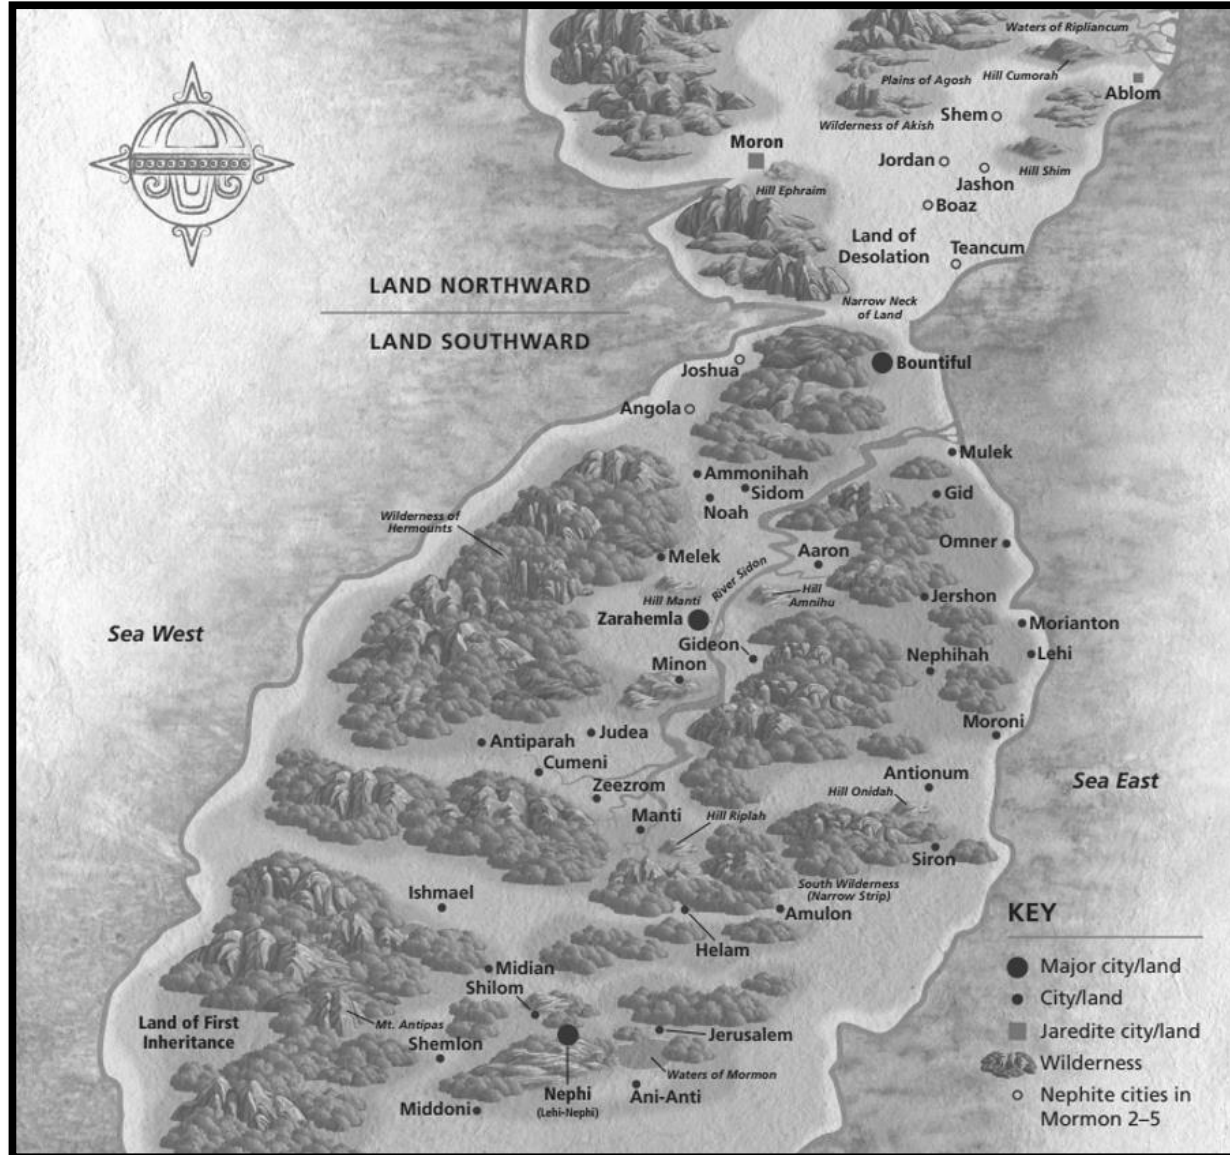 Waters of Ripliancum
Hill Cumorah
Plains of Agosh
Ablom
Wilderness of Akish
Shem
Moron
Jordan
Hill Shim
Jashon
Hill Ephraim
Boaz
Land of
Desolation
Teancum
LAND NORTHWARD
Narrow Neck
of Land
LAND SOUTHWARD
Joshua
Bountiful
Angola
Mulek
Ammonihah
Sidom
Gid
Noah
Wilderness of
Hermounts
Omner
Aaron
Melek
River Sidon
Hill
Amnihu
Jershon
Hill Manti
Zarahemla
Morianton
Sea West
Gideon
Nephihah
Lehi
Minon
Moroni
Judea
Antiparah
Cumeni
Antionum
Sea East
Zeezrom
Hill Onidah
Manti
Hill Riplah
Siron
South Wilderness
(Narrow Strip)
Ishmael
Amulon
Helam
Midian
Shilom
Land of First
Inheritance
Mt. Antipas
Shemlon
Jerusalem
Waters of Mormon
Nephi
(Lehi-Nephi)
Ani-Anti
Middoni
KEY
Major city/land
City/land
Jaredite city/land
Wilderness
Nephite cities in
Mormon 2–5